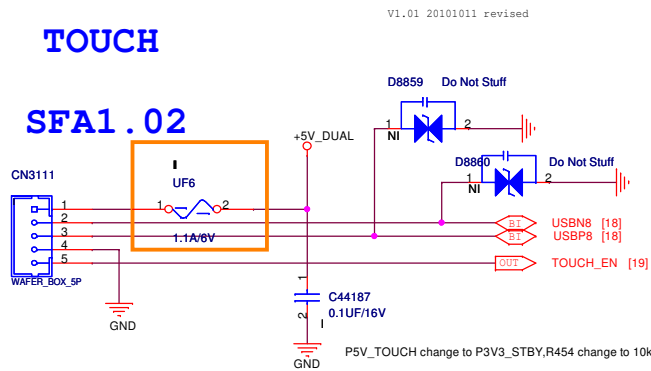 V1.01 20101011 revised
TOUCH
D8859 Do Not Stuff
1 2
NI
SFA1.02
+5V_DUAL
I
D8860 Do Not Stuff
CN3111
UF6
1 2
NI
1 1 2
2 USBN8 [18]
BI
1.1A/6V
3 USBP8 [18]
BI
4
5 OUT TOUCH_EN [19]
WAFER_BOX_5P
1
C44187
0.1UF/16V
2 I
GND
GND
P5V_TOUCH change to P3V3_STBY,R454 change to 10k